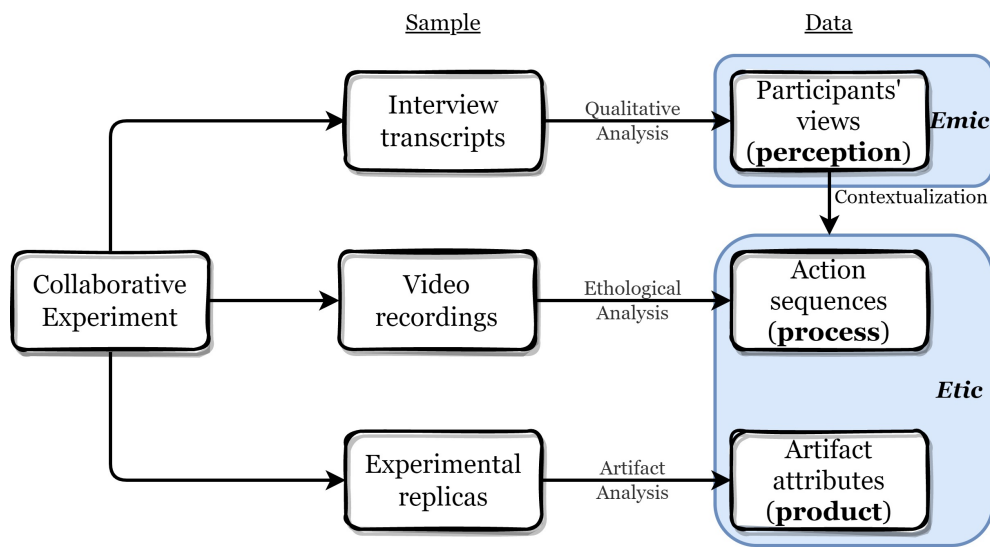 Sample
Data
Interview
transcripts
Qualitative
Analysis
Participants'
views
(perception)
Emic
Contextualization
Collaborative
Experiment
Video
recordings
Ethological
Analysis
Action
sequences
(process)
Etic
Experimental
replicas
Artifact
Analysis
Artifact
attributes
(product)